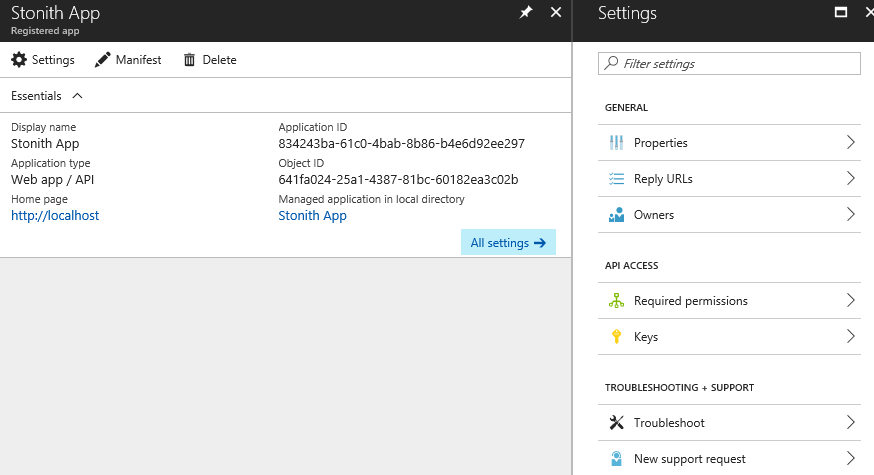 Stonith App
Registered app
Settings
Manifest
Delete
Essentials
Display name
Stonith App
Application type
Web app / API
Home page
http://localhost
Application ID
834243ba-61c0-4bab-8b86-b4e6d92ee297
Object ID
641fa024-25a1-4387-81bc-60182ea3c02b
Managed application in local directory
Stonith App
All settings
Settings
Filter settings
GENERAL
Properties
Reply URLs
Owners
API ACCESS
Required permissions
Keys
TROUBLESHOOTING + SUPPORT
Troubleshoot
New support request